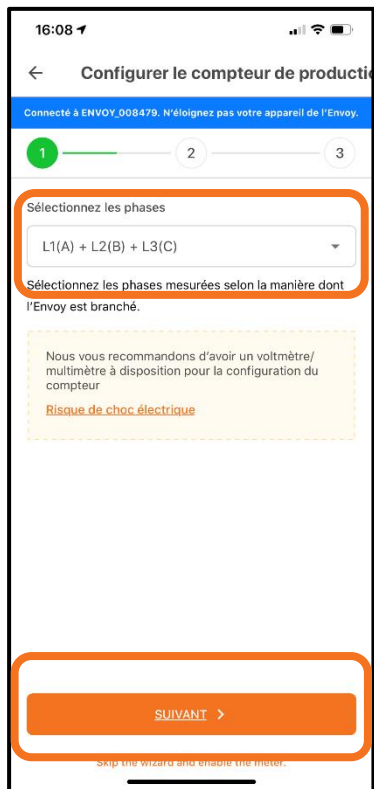 16:08
Configurer le compteur de producti
Connecté à ENVOY_008479. N'éloignez pas votre appareil de l'Envoy.
1 2 3
Sélectionnez les phases
L1(A) + L2(B) + L3(C)
Sélectionnez les phases mesurées selon la manière dont
l'Envoy est branché.
Nous vous recommandons d'avoir un voltmètre/
multimètre à disposition pour la configuration du
compteur
Risque de choc électrique
SUIVANT >
Skip the wizard and enable the meter.